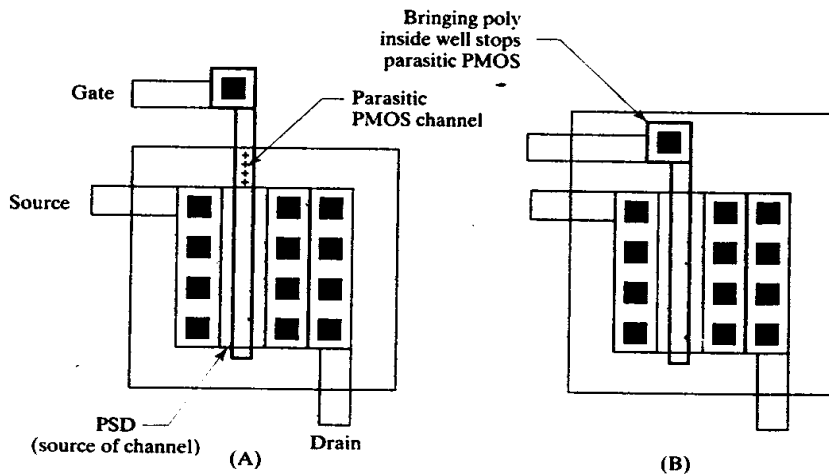 Bringing poly
inside well stops
parasitic PMOS
Gate
Parasitic
PMOS channel
Source
PSD
(source of channel)
Drain
(A)
(B)